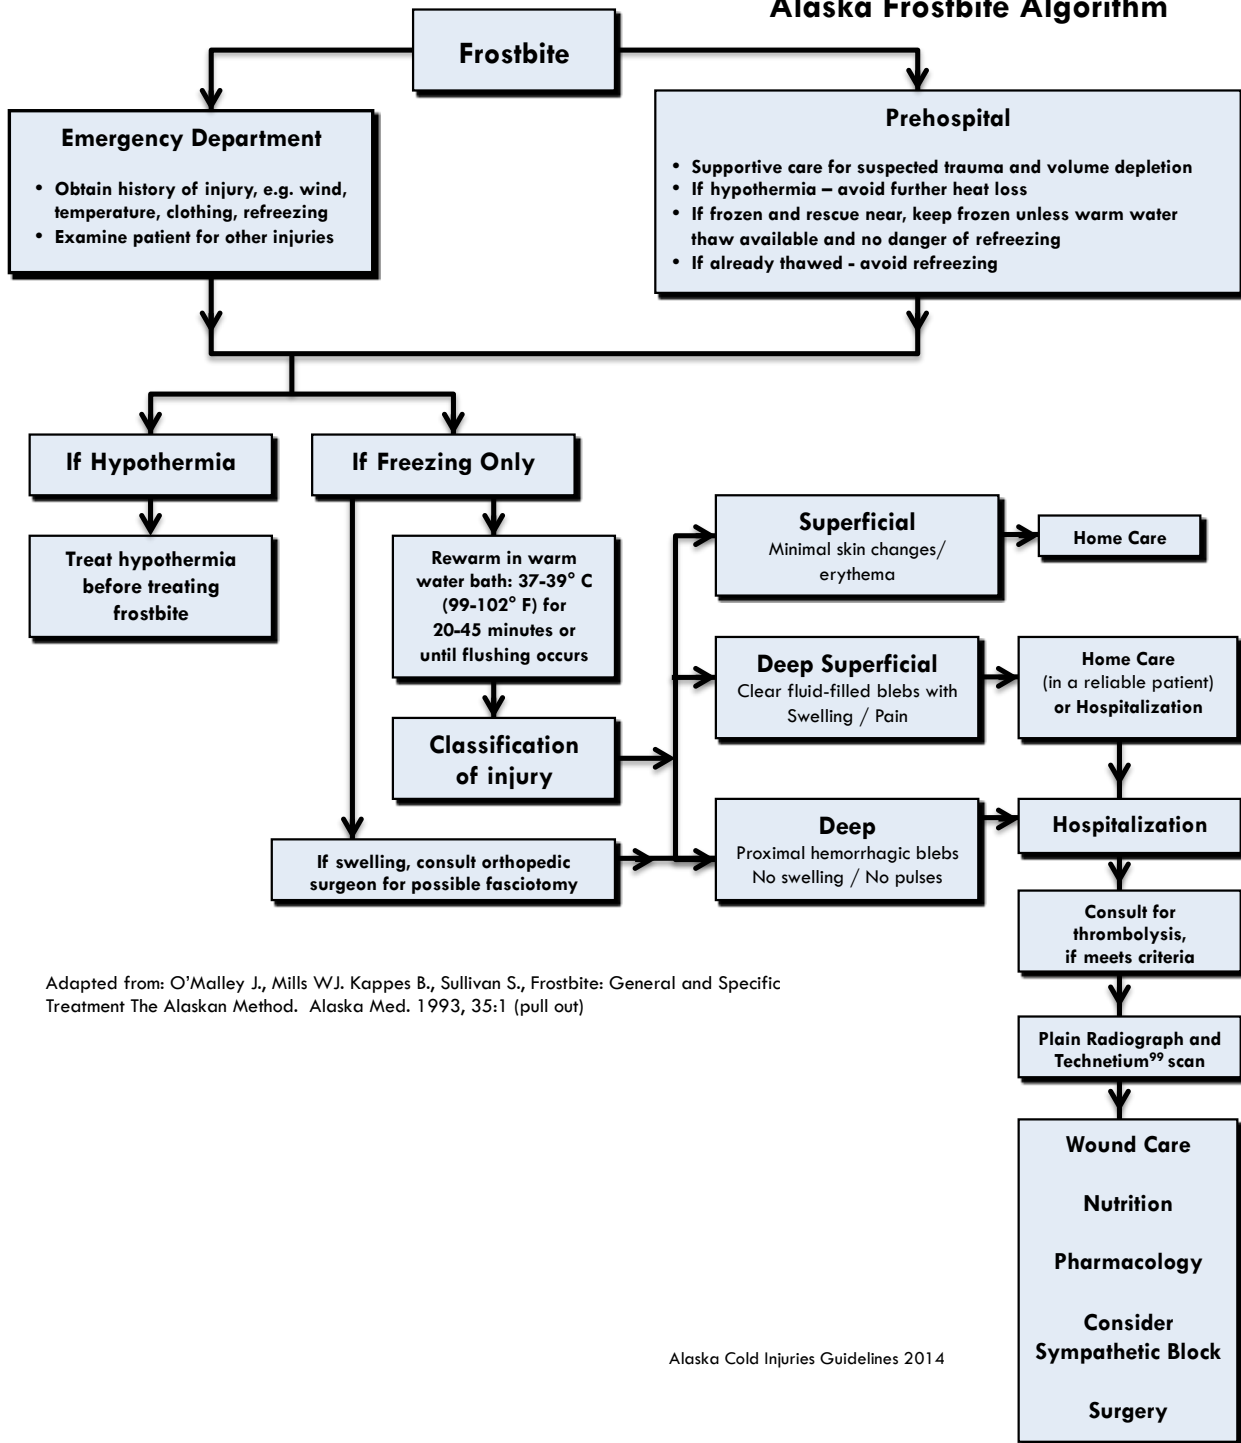 Alaska Frostbite Algorithm
Frostbite
Emergency Department
• Obtain history of injury, e.g. wind,
temperature, clothing, refreezing
• Examine patient for other injuries
Prehospital
• Supportive care for suspected trauma and volume depletion
• If hypothermia – avoid further heat loss
• If frozen and rescue near, keep frozen unless warm water
thaw available and no danger of refreezing
• If already thawed - avoid refreezing
If Hypothermia
If Freezing Only
Treat hypothermia
before treating
frostbite
Rewarm in warm
water bath: 37-39° C
(99-102° F) for
20-45 minutes or
until flushing occurs
Classification
of injury
If swelling, consult orthopedic
surgeon for possible fasciotomy
Superficial
Minimal skin changes/
erythema
Home Care
Deep Superficial
Clear fluid-filled blebs with
Swelling / Pain
Home Care
(in a reliable patient)
or Hospitalization
Deep
Proximal hemorrhagic blebs
No swelling / No pulses
Hospitalization
Consult for
thrombolysis,
if meets criteria
Plain Radiograph and
Technetium⁹⁹ scan
Wound Care
Nutrition
Pharmacology
Consider
Sympathetic Block
Surgery
Adapted from: O'Malley J., Mills WJ. Kappes B., Sullivan S., Frostbite: General and Specific
Treatment The Alaskan Method. Alaska Med. 1993, 35:1 (pull out)
Alaska Cold Injuries Guidelines 2014